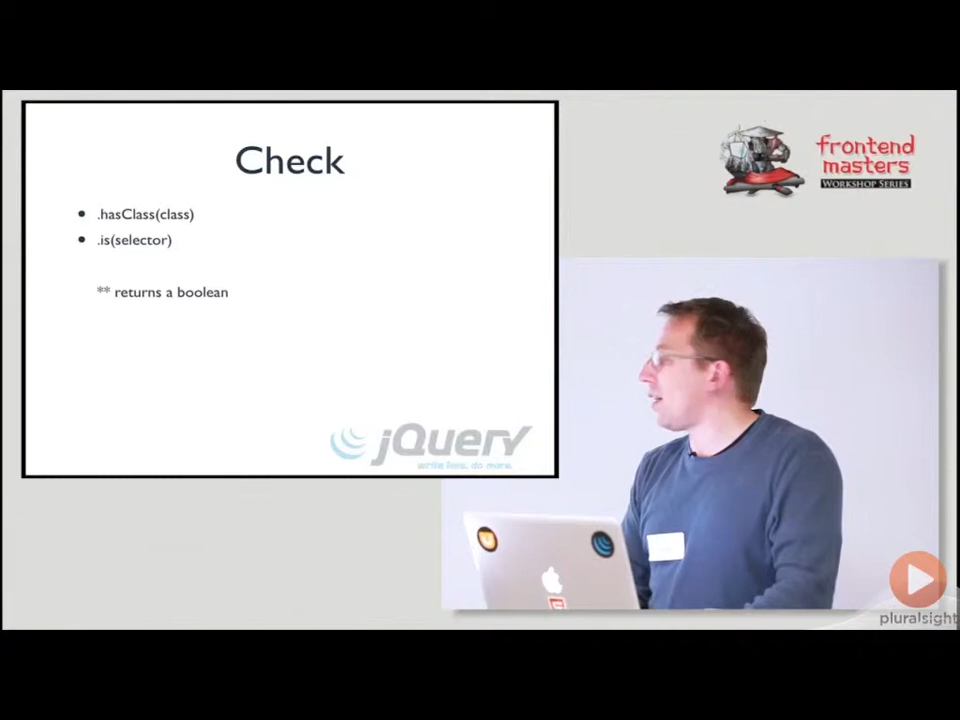 Check
• .hasClass(class)
• .is(selector)
** returns a boolean
jQuery
write less, do more.
frontend
masters
WORKSHOP SERIES
pluralsight